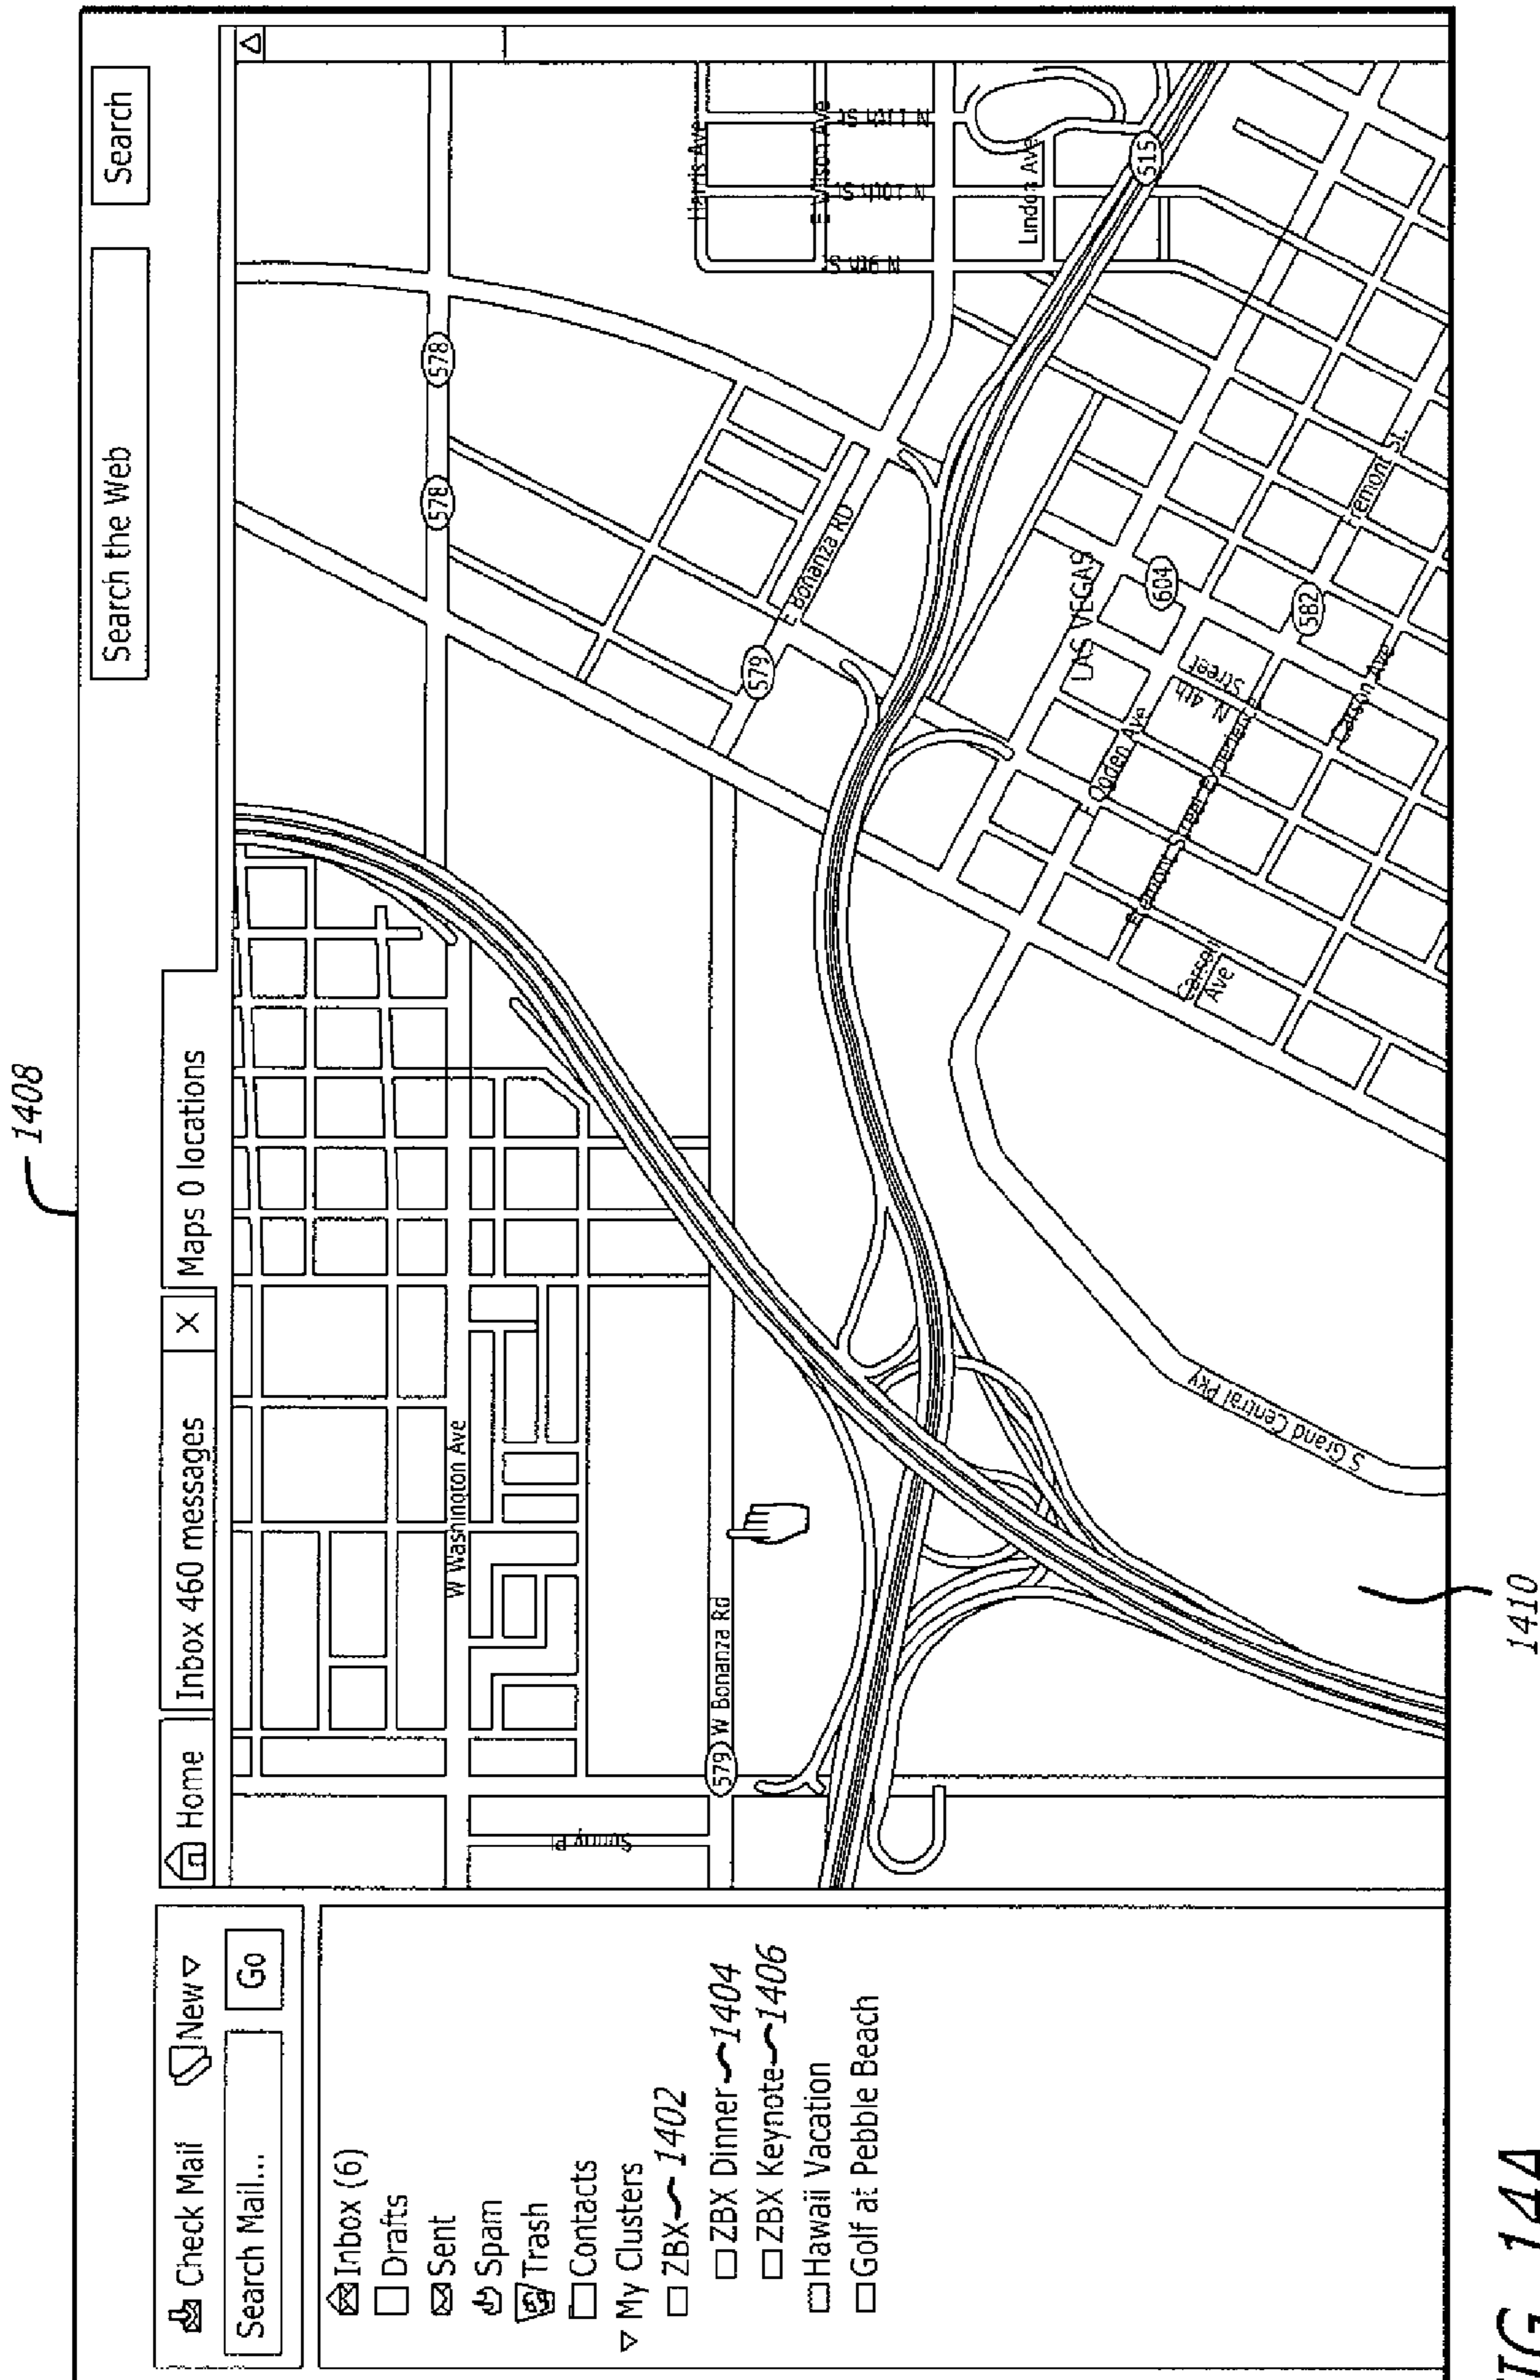 1408
Search the Web
Search
Check Mail
New
Search Mail...
Go
Home
Inbox 460 messages
X
Maps 0 locations
Inbox (6)
Drafts
Sent
Spam
Trash
Contacts
My Clusters
ZBX 1402
ZBX Dinner 1404
ZBX Keynote 1406
Hawaii Vacation
Golf at Pebble Beach
578
578
W Washington Ave
Sunny Pl
579
W Bonanza Rd
579
E Bonanza RD
Harris Ave
E Wilson Ave
N 9th St
N 10th St
N 11th St
Lindon Ave
515
LAS VEGAS
604
582
N. 4th
Street
Fremont St.
Carson Ave
Carson
Ave
S Grand Central Pky
1410
14A